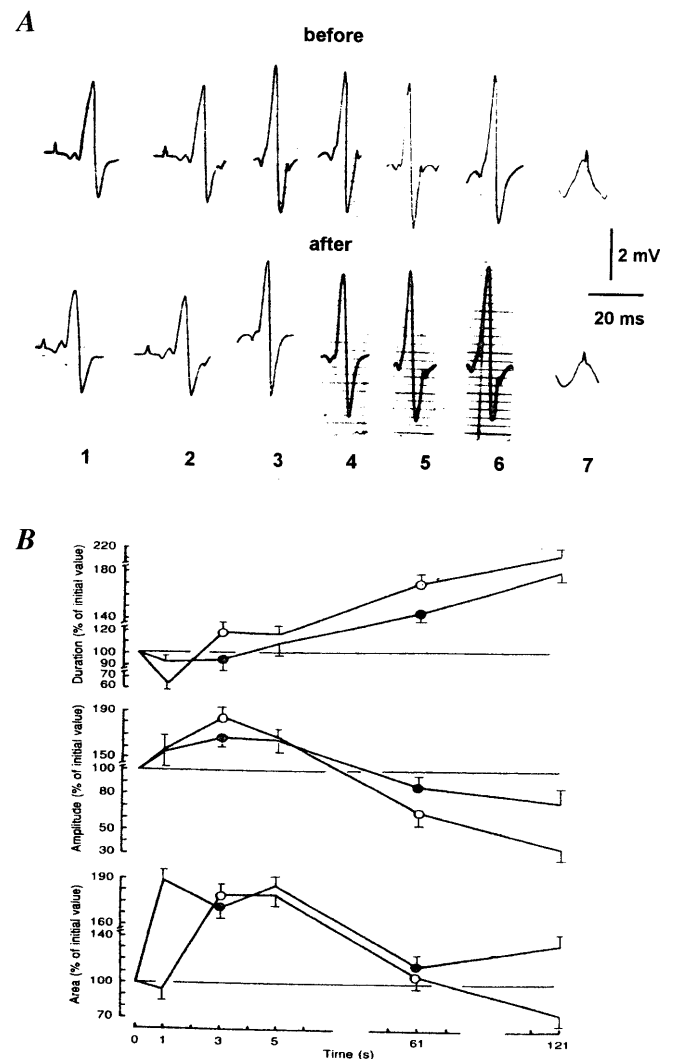 A
before
after
2 mV
20 ms
1 2 3 4 5 6 7
B
Duration (% of initial value)
220
180
140
120
100
90
70
60
Amplitude (% of initial value)
190
150
100
80
50
30
Area (% of initial value)
190
160
140
100
70
0 1 3 5 61 121
Time (s)